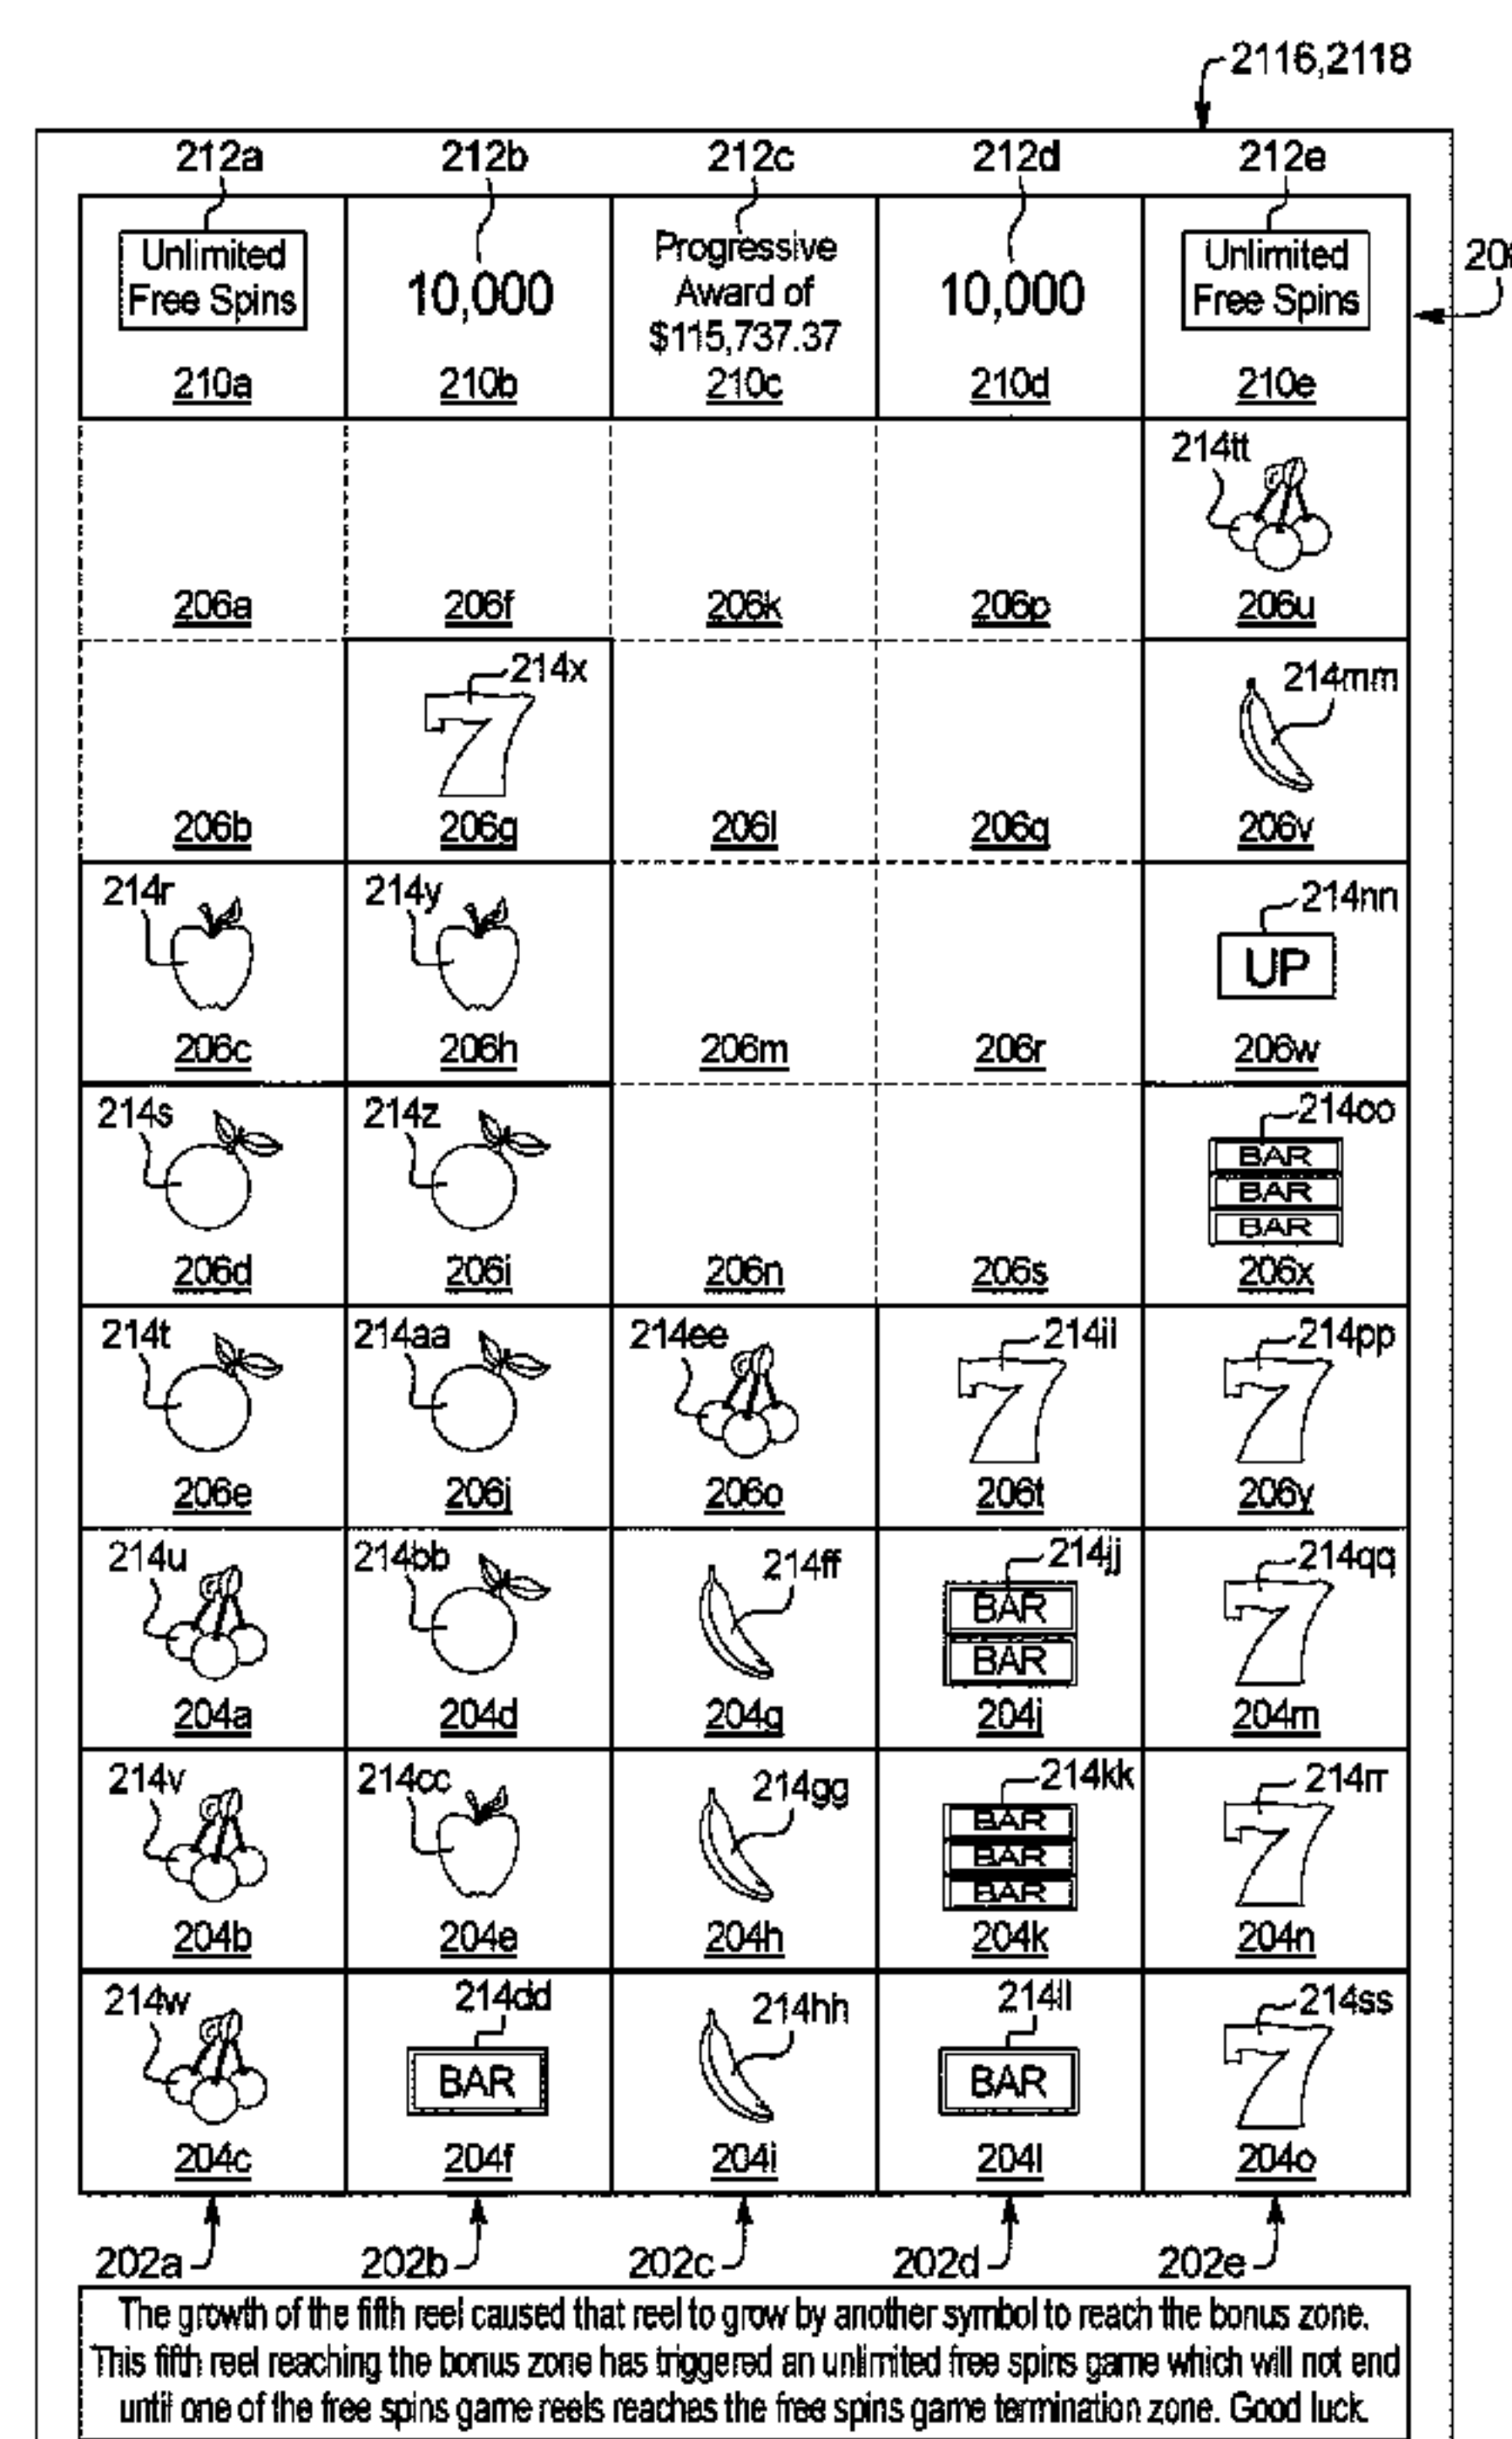 2116,2118
212a 212b 212c 212d 212e
Unlimited Free Spins
10,000
Progressive Award of $115,737.37
10,000
Unlimited Free Spins
210a 210b 210c 210d 210e
214tt
206a 206f 206k 206p 206u
214x 214mm
206b 206g 206l 206q 206v
214r 214y 214nn
UP
206c 206h 206m 206r 206w
214s 214z 214oo
BAR
BAR
BAR
206d 206i 206n 206s 206x
214t 214aa 214ee 214ii 214pp
7 7
206e 206j 206o 206t 206y
214u 214bb 214ff 214jj 214qq
BAR
BAR
7
204a 204d 204g 204j 204m
214v 214cc 214gg 214kk 214rr
BAR
BAR
BAR
7
204b 204e 204h 204k 204n
214w 214dd 214hh 214ll 214ss
BAR BAR 7
204c 204f 204i 204l 204o
202a 202b 202c 202d 202e
The growth of the fifth reel caused that reel to grow by another symbol to reach the bonus zone.
This fifth reel reaching the bonus zone has triggered an unlimited free spins game which will not end
until one of the free spins game reels reaches the free spins game termination zone. Good luck.